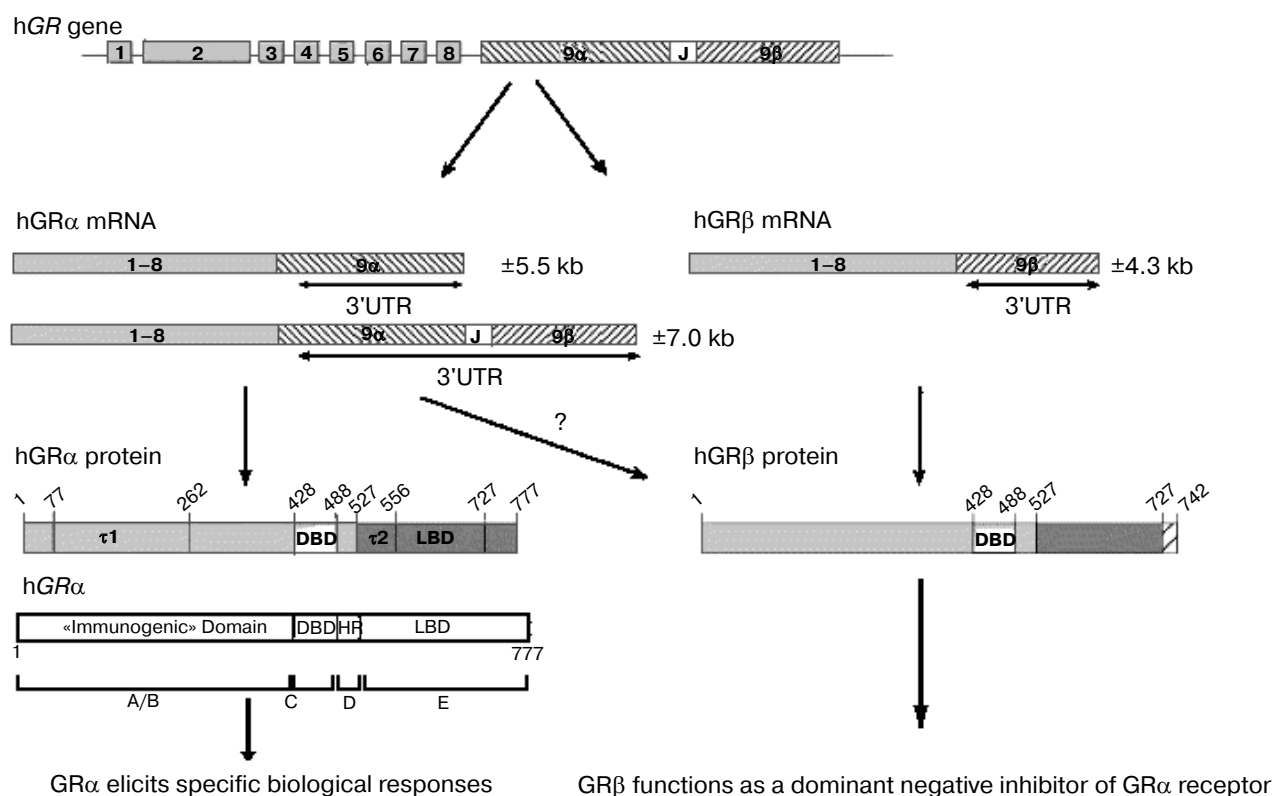 hGR gene
1 2 3 4 5 6 7 8 9α J 9β
hGRα mRNA
1–8 9α ±5.5 kb
3'UTR
1–8 9α J 9β ±7.0 kb
3'UTR
hGRβ mRNA
1–8 9β ±4.3 kb
3'UTR
?
hGRα protein
1 77 262 428 488 527 556 727 777
τ1 DBD τ2 LBD
hGRβ protein
1 428 488 527 727 742
DBD
hGRα
«Immunogenic» Domain DBD HR LBD
1 777
A/B C D E
GRα elicits specific biological responses
GRβ functions as a dominant negative inhibitor of GRα receptor